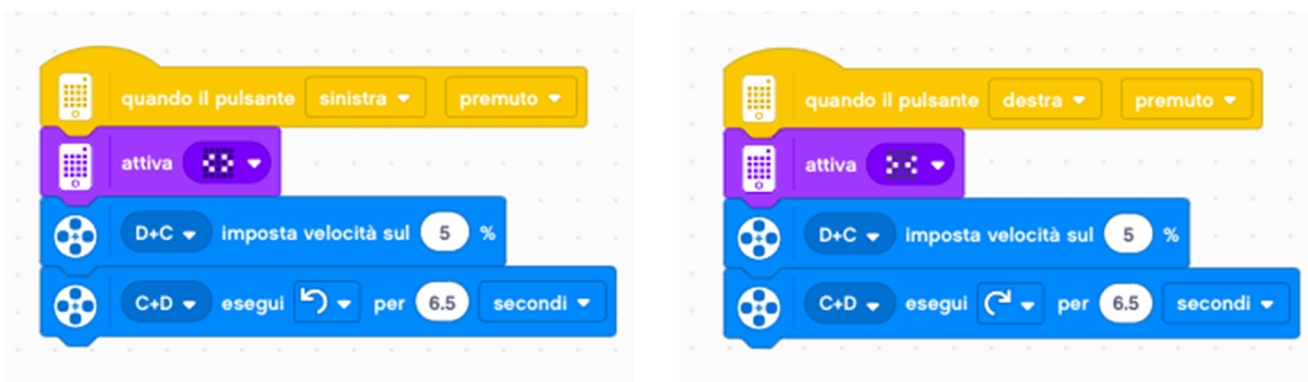 quando il pulsante sinistra premuto
attiva
D+C imposta velocità sul 5 %
C+D esegui per 6.5 secondi
quando il pulsante destra premuto
attiva
D+C imposta velocità sul 5 %
C+D esegui per 6.5 secondi